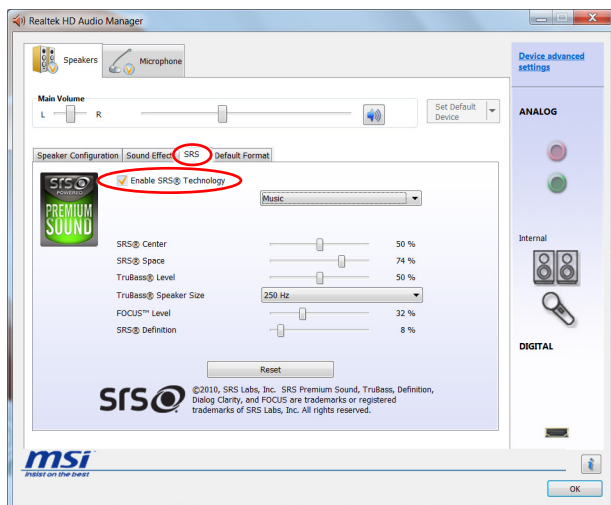 Realtek HD Audio Manager
Speakers
Microphone
Device advanced
settings
Main Volume
L R
Set Default
Device
ANALOG
Speaker Configuration Sound Effect SRS Default Format
SRS
POWERED
PREMIUM
SOUND
Enable SRS® Technology
Music
SRS® Center 50 %
SRS® Space 74 %
TruBass® Level 50 %
TruBass® Speaker Size 250 Hz
FOCUS™ Level 32 %
SRS® Definition 8 %
Internal
DIGITAL
Reset
SRS
©2010, SRS Labs, Inc. SRS Premium Sound, TruBass, Definition,
Dialog Clarity, and FOCUS are trademarks or registered
trademarks of SRS Labs, Inc. All rights reserved.
msi
insist on the best
i
OK